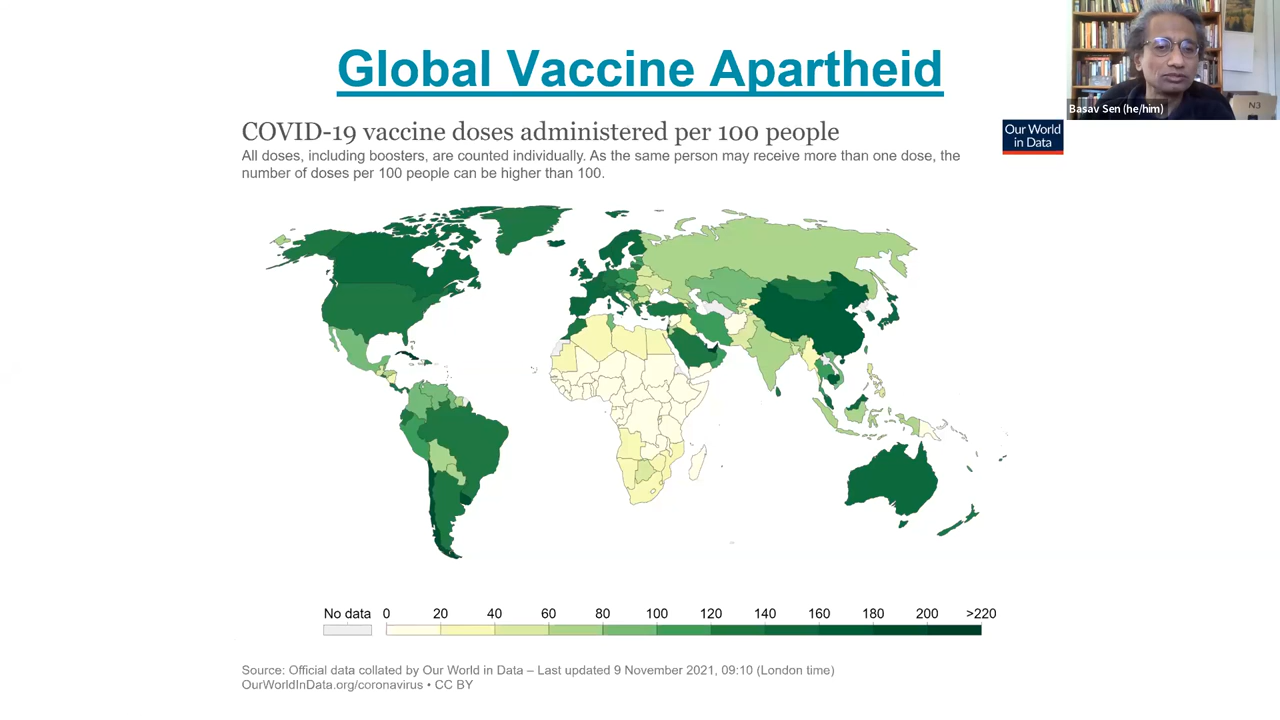 Global Vaccine Apartheid
Basav Sen (he/him)
N3
COVID-19 vaccine doses administered per 100 people
Our World
in Data
All doses, including boosters, are counted individually. As the same person may receive more than one dose, the
number of doses per 100 people can be higher than 100.
No data 0 20 40 60 80 100 120 140 160 180 200 >220
Source: Official data collated by Our World in Data – Last updated 9 November 2021, 09:10 (London time)
OurWorldInData.org/coronavirus • CC BY